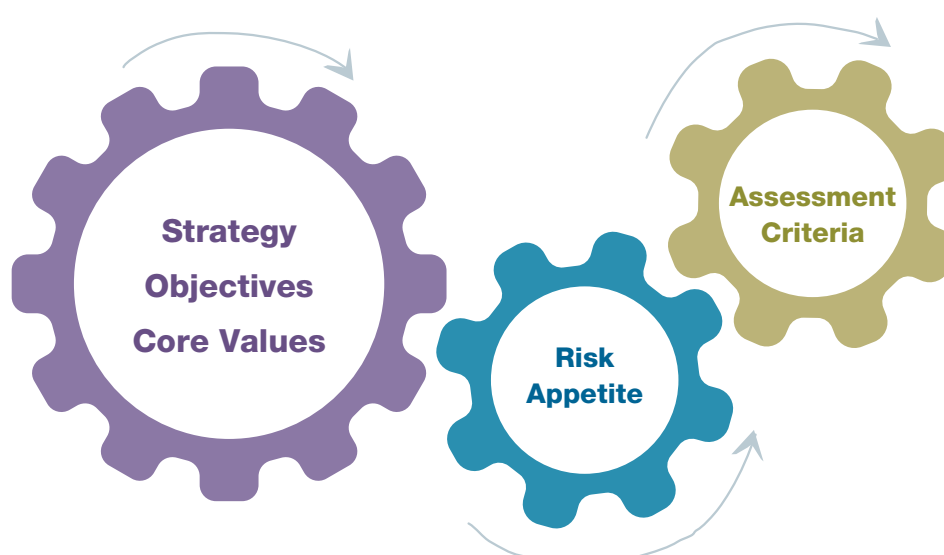 Strategy
Objectives
Core Values
Risk
Appetite
Assessment
Criteria